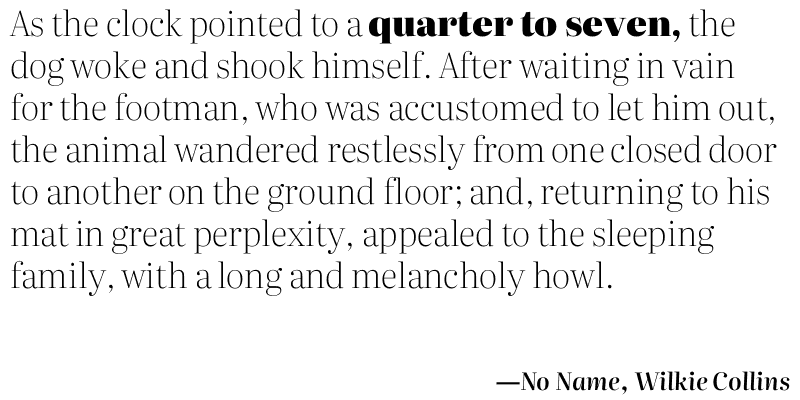 As the clock pointed to a quarter to seven, the
dog woke and shook himself. After waiting in vain
for the footman, who was accustomed to let him out,
the animal wandered restlessly from one closed door
to another on the ground floor; and, returning to his
mat in great perplexity, appealed to the sleeping
family, with a long and melancholy howl.
—No Name, Wilkie Collins